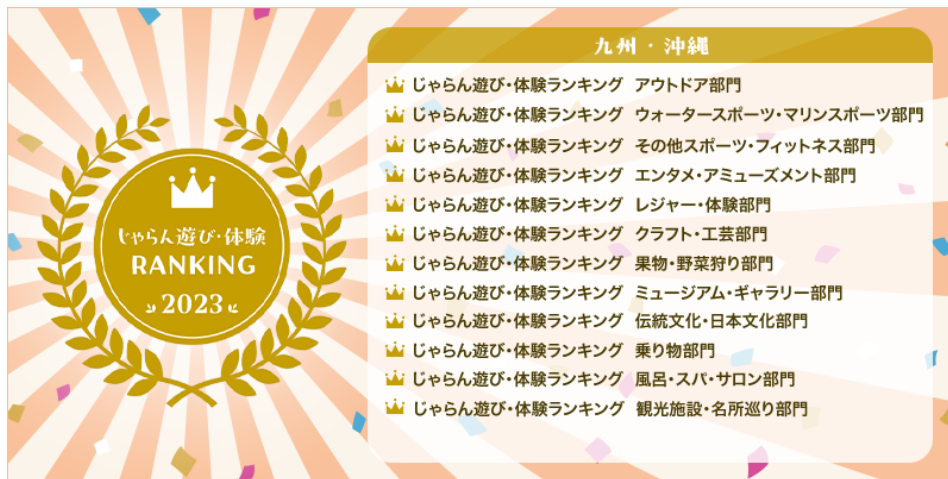 じゃらん遊び・体験
RANKING
2023
九州・沖縄
じゃらん遊び・体験ランキング アウトドア部門
じゃらん遊び・体験ランキング ウォータースポーツ・マリンスポーツ部門
じゃらん遊び・体験ランキング その他スポーツ・フィットネス部門
じゃらん遊び・体験ランキング エンタメ・アミューズメント部門
じゃらん遊び・体験ランキング レジャー・体験部門
じゃらん遊び・体験ランキング クラフト・工芸部門
じゃらん遊び・体験ランキング 果物・野菜狩り部門
じゃらん遊び・体験ランキング ミュージアム・ギャラリー部門
じゃらん遊び・体験ランキング 伝統文化・日本文化部門
じゃらん遊び・体験ランキング 乗り物部門
じゃらん遊び・体験ランキング 風呂・スパ・サロン部門
じゃらん遊び・体験ランキング 観光施設・名所巡り部門